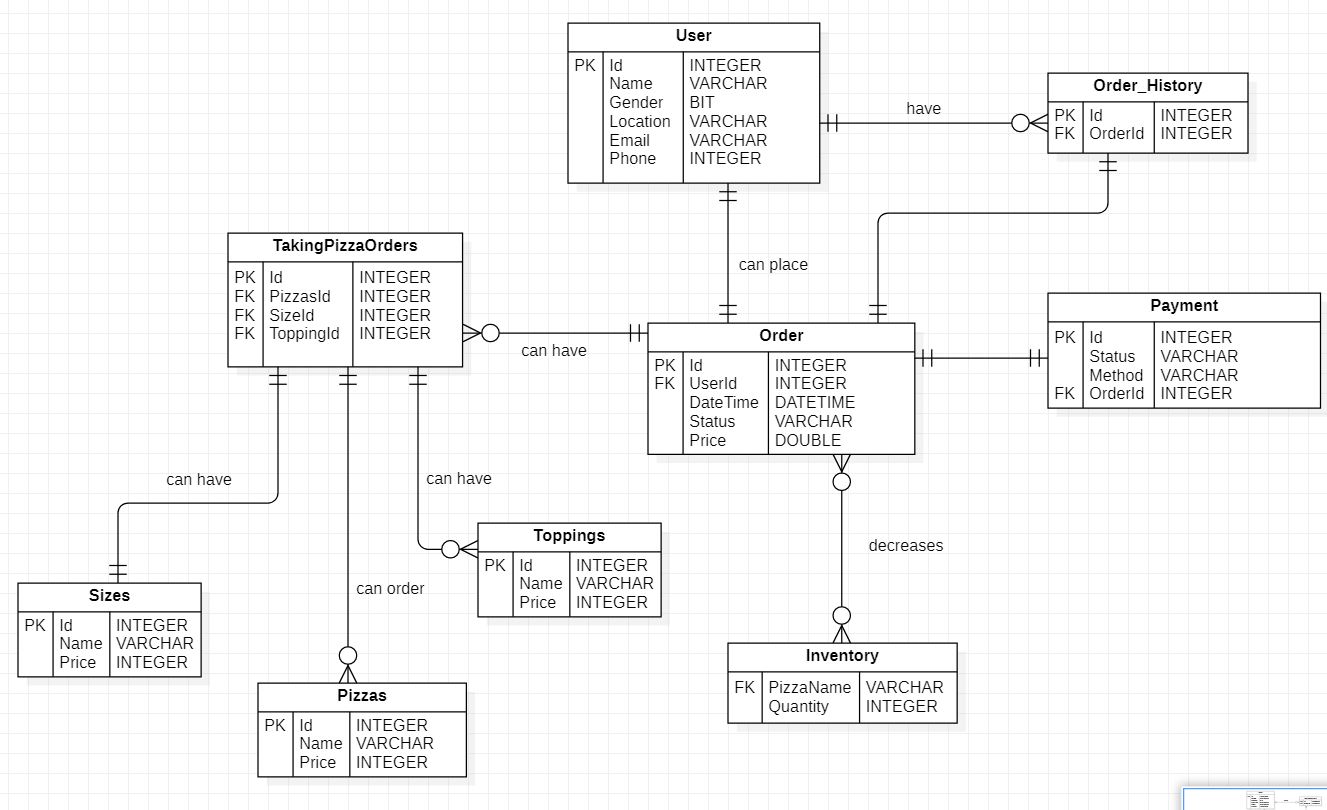 User
PK Id INTEGER
Name VARCHAR
Gender BIT
Location VARCHAR
Email VARCHAR
Phone INTEGER
have
Order_History
PK Id INTEGER
FK OrderId INTEGER
can place
TakingPizzaOrders
PK Id INTEGER
FK PizzasId INTEGER
FK SizeId INTEGER
FK ToppingId INTEGER
can have
Order
PK Id INTEGER
FK UserId INTEGER
DateTime DATETIME
Status VARCHAR
Price DOUBLE
Payment
PK Id INTEGER
Status VARCHAR
Method VARCHAR
FK OrderId INTEGER
can have
can have
can order
decreases
Toppings
PK Id INTEGER
Name VARCHAR
Price INTEGER
Sizes
PK Id INTEGER
Name VARCHAR
Price INTEGER
Pizzas
PK Id INTEGER
Name VARCHAR
Price INTEGER
Inventory
FK PizzaName VARCHAR
Quantity INTEGER